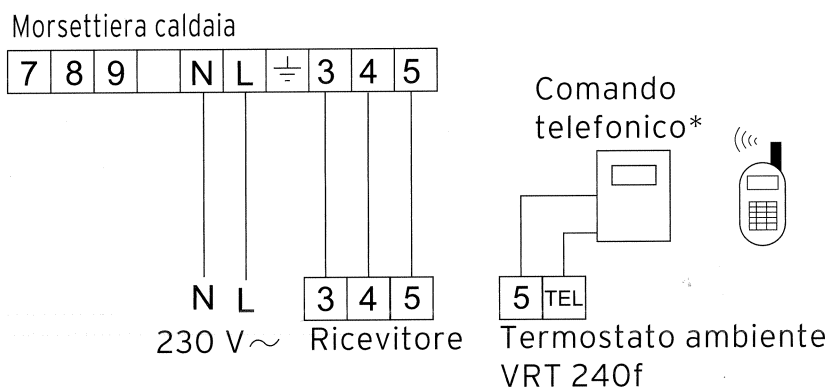 Morsettiera caldaia
7 8 9 N L ⏚ 3 4 5
Comando
telefonico*
N L
230 V~
3 4 5
Ricevitore
5 TEL
Termostato ambiente
VRT 240f